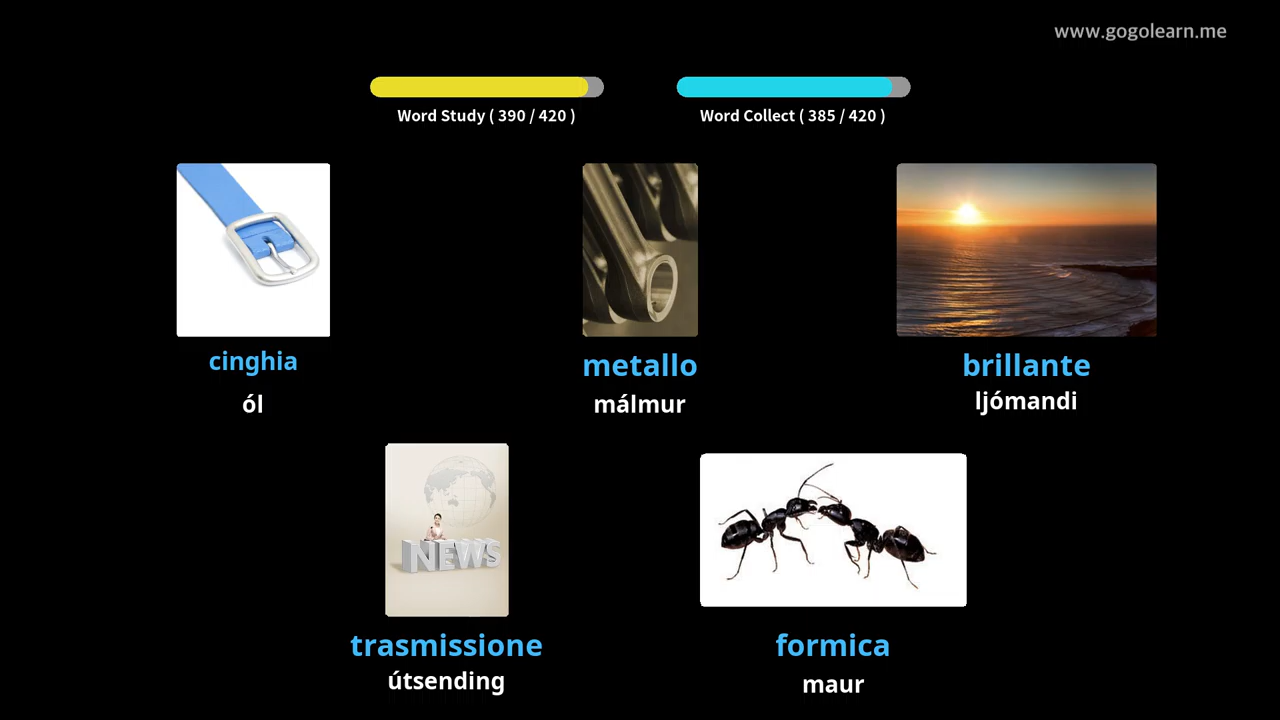 www.gogolearn.me
Word Study ( 390 / 420 )
Word Collect ( 385 / 420 )
cinghia
ól
metallo
málmur
brillante
ljómandi
NEWS
trasmissione
útsending
formica
maur